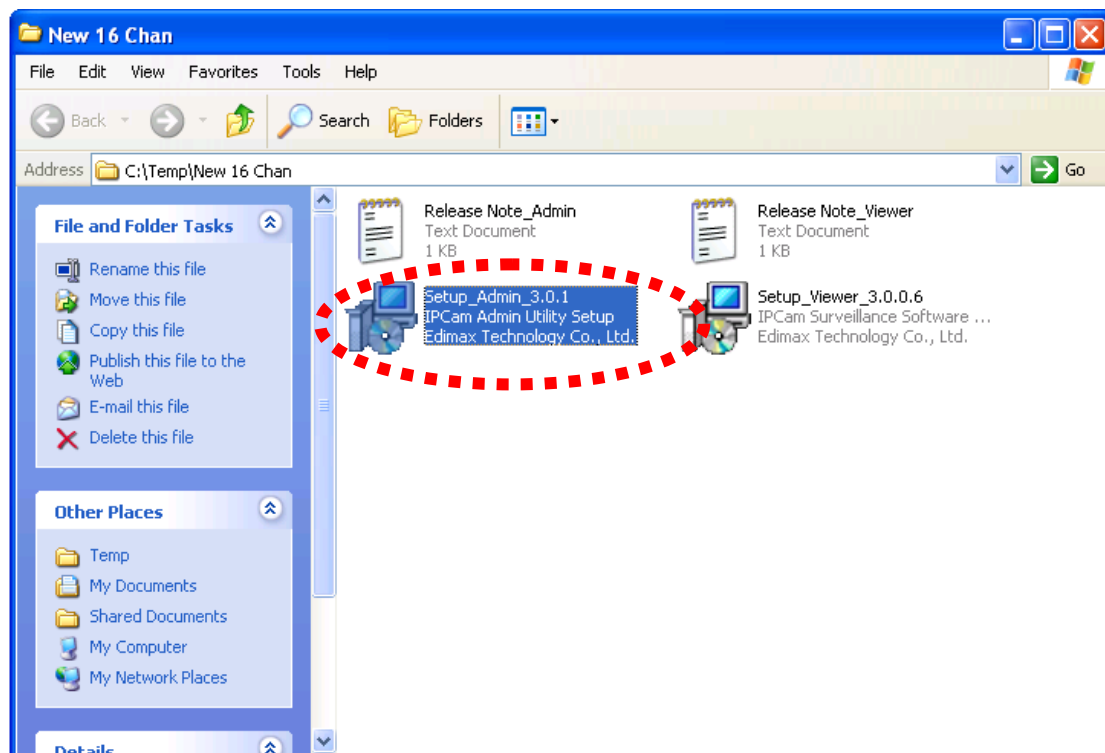 New 16 Chan
File Edit View Favorites Tools Help
Back Search Folders
Address C:\Temp\New 16 Chan Go
File and Folder Tasks
Rename this file
Move this file
Copy this file
Publish this file to the
Web
E-mail this file
Delete this file
Other Places
Temp
My Documents
Shared Documents
My Computer
My Network Places
Details
Release Note_Admin
Text Document
1 KB
Release Note_Viewer
Text Document
1 KB
Setup_Admin_3.0.1
IPCam Admin Utility Setup
Edimax Technology Co., Ltd.
Setup_Viewer_3.0.0.6
IPCam Surveillance Software ...
Edimax Technology Co., Ltd.